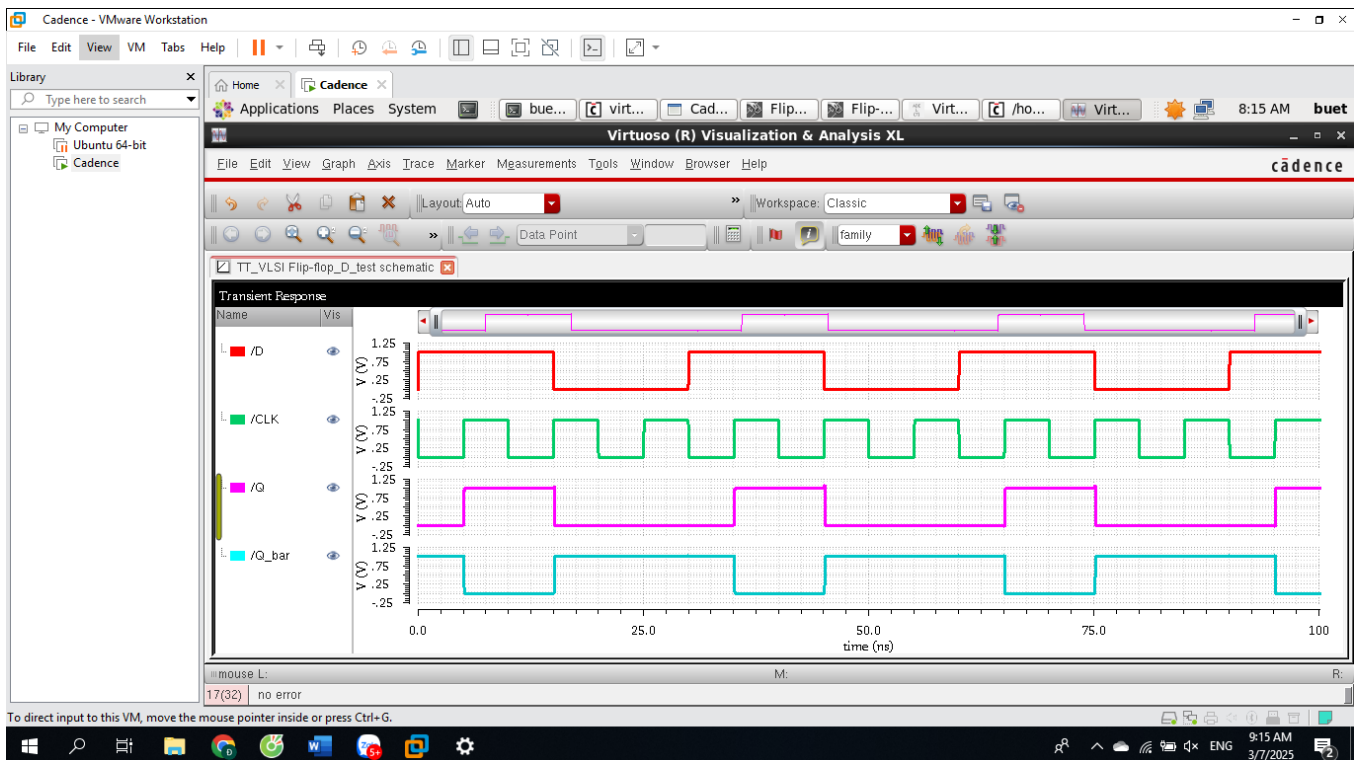 Cadence - VMware Workstation
File Edit View VM Tabs Help
Library
Type here to search
My Computer
Ubuntu 64-bit
Cadence
Home
Cadence
Applications Places System bue... virt... Cad... Flip... Flip-... Virt... /ho... Virt... 8:15 AM buet
Virtuoso (R) Visualization & Analysis XL
File Edit View Graph Axis Trace Marker Measurements Tools Window Browser Help
cādence
Layout: Auto » Workspace: Classic
» Data Point family
TT_VLSI Flip-flop_D_test schematic
Transient Response
Name Vis
/D
V (V)
1.25
.75
.25
-.25
/CLK
V (V)
1.25
.75
.25
-.25
/Q
V (V)
1.25
.75
.25
-.25
/Q_bar
V (V)
1.25
.75
.25
-.25
0.0 25.0 50.0 75.0 100
time (ns)
mouse L: M: R:
17(32) no error
To direct input to this VM, move the mouse pointer inside or press Ctrl+G.
5+
ENG
9:15 AM
3/7/2025
2